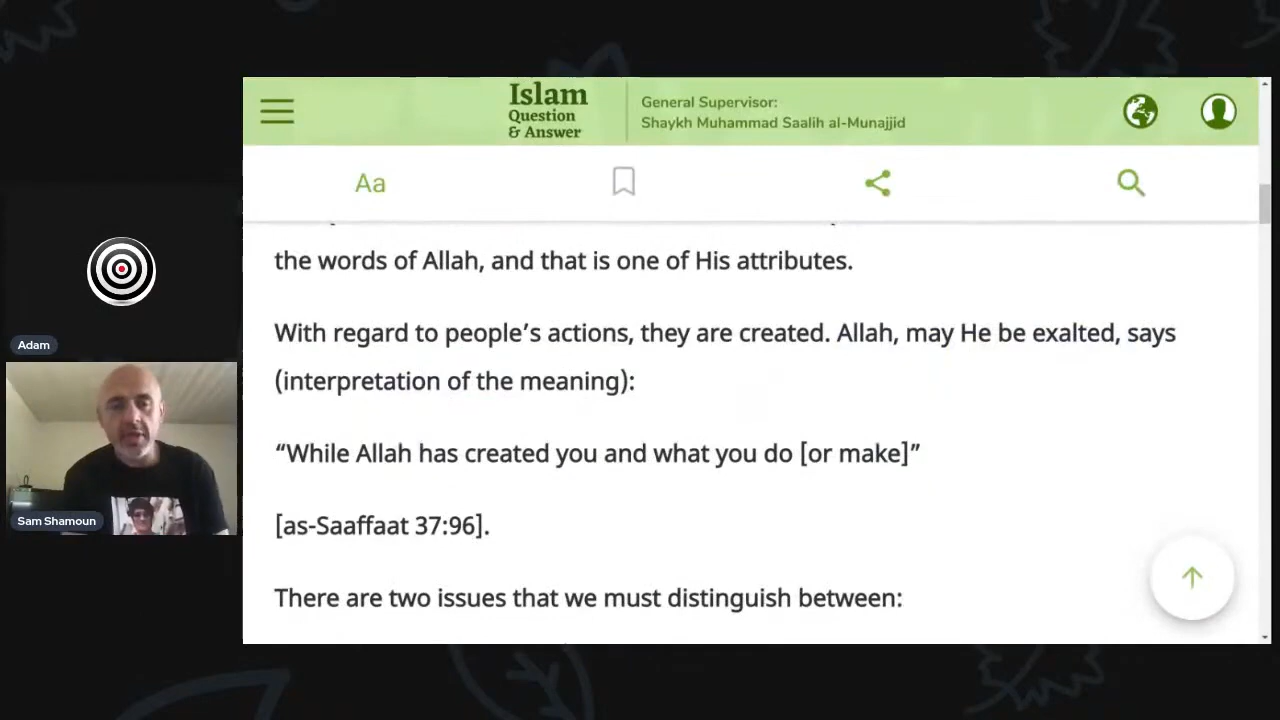 Islam
Question
& Answer
General Supervisor:
Shaykh Muhammad Saalih al-Munajjid
Aa
the words of Allah, and that is one of His attributes.
With regard to people’s actions, they are created. Allah, may He be exalted, says
(interpretation of the meaning):
“While Allah has created you and what you do [or make]”
[as-Saaffaat 37:96].
There are two issues that we must distinguish between:
Adam
Sam Shamoun